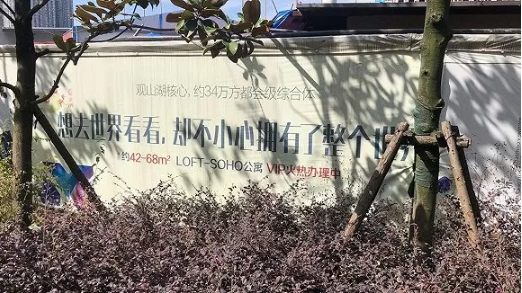 观山湖核心，约34万方都会级综合体
想去世界看看，却不小心拥有了整个世界
约42-68m² LOFT-SOHO公寓 VIP火热办理中